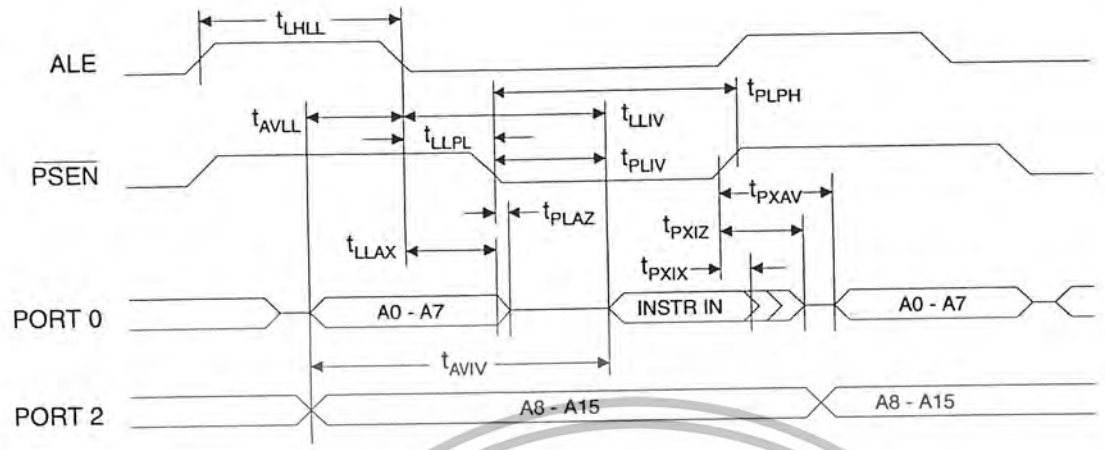 tLHLL
ALE
tPLPH
tAVLL
tLLIV
tLLPL
PSEN
tPLIV
tPXAV
tPLAZ
tPXIZ
tLLAX
tPXIX
PORT 0
A0 - A7
INSTR IN
A0 - A7
tAVIV
PORT 2
A8 - A15
A8 - A15